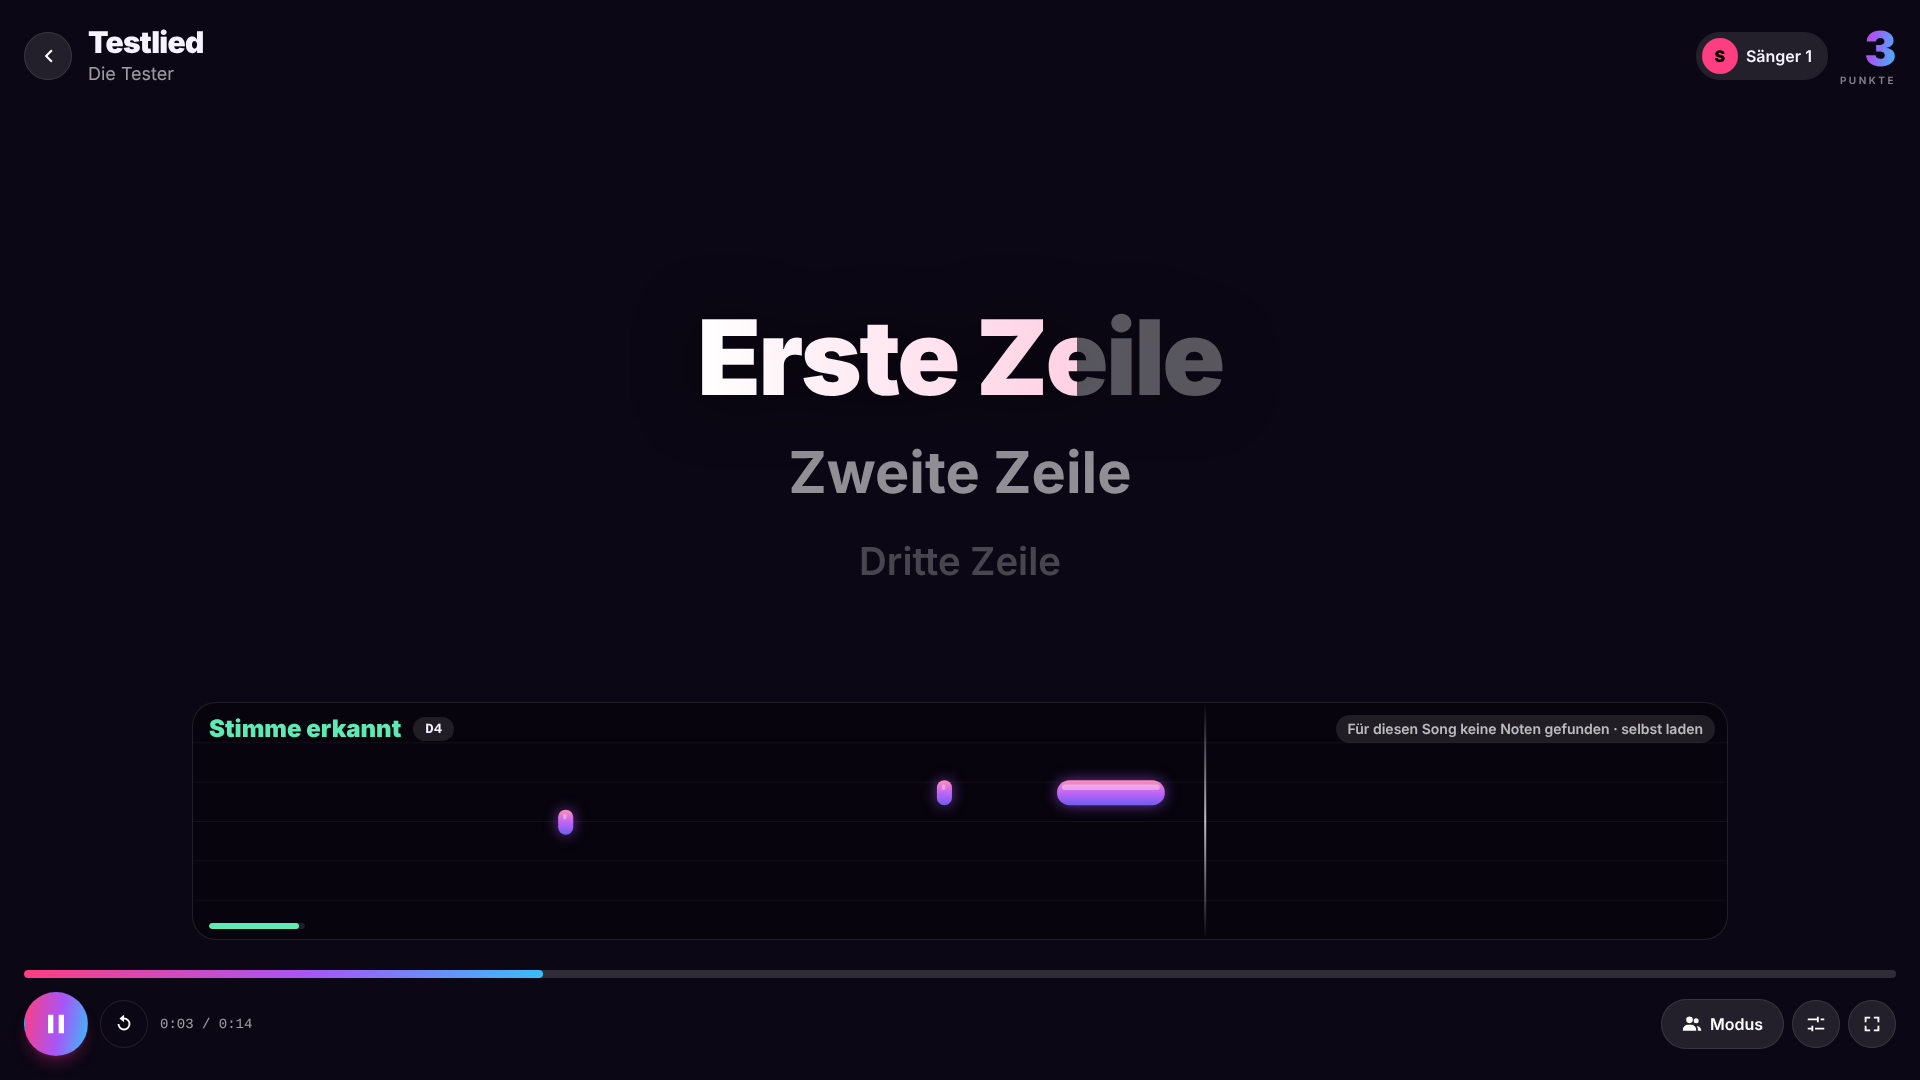 Testlied
Die Tester
S Sänger 1
3
PUNKTE
Erste Zeile
Zweite Zeile
Dritte Zeile
Stimme erkannt D4
Für diesen Song keine Noten gefunden · selbst laden
0:03 / 0:14
Modus